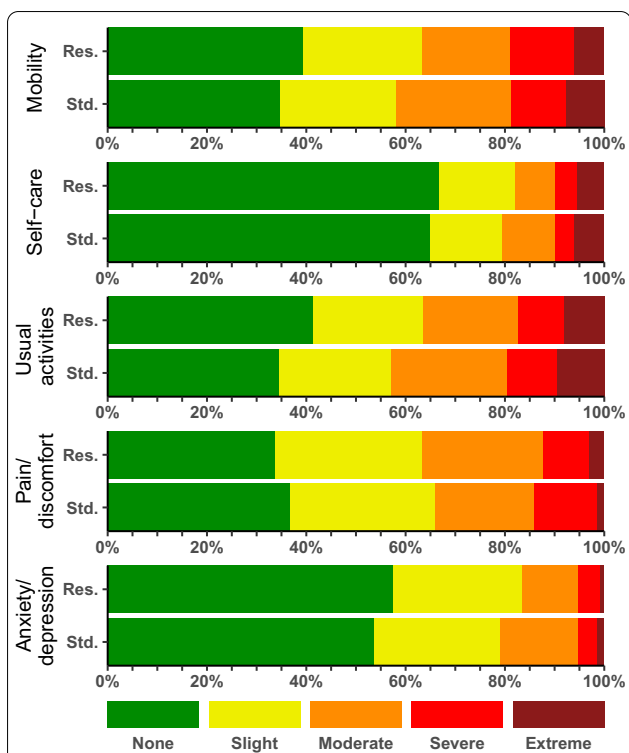 Mobility
Res.
Std.
0% 20% 40% 60% 80% 100%
Self-care
Res.
Std.
0% 20% 40% 60% 80% 100%
Usual
activities
Res.
Std.
0% 20% 40% 60% 80% 100%
Pain/
discomfort
Res.
Std.
0% 20% 40% 60% 80% 100%
Anxiety/
depression
Res.
Std.
0% 20% 40% 60% 80% 100%
None Slight Moderate Severe Extreme